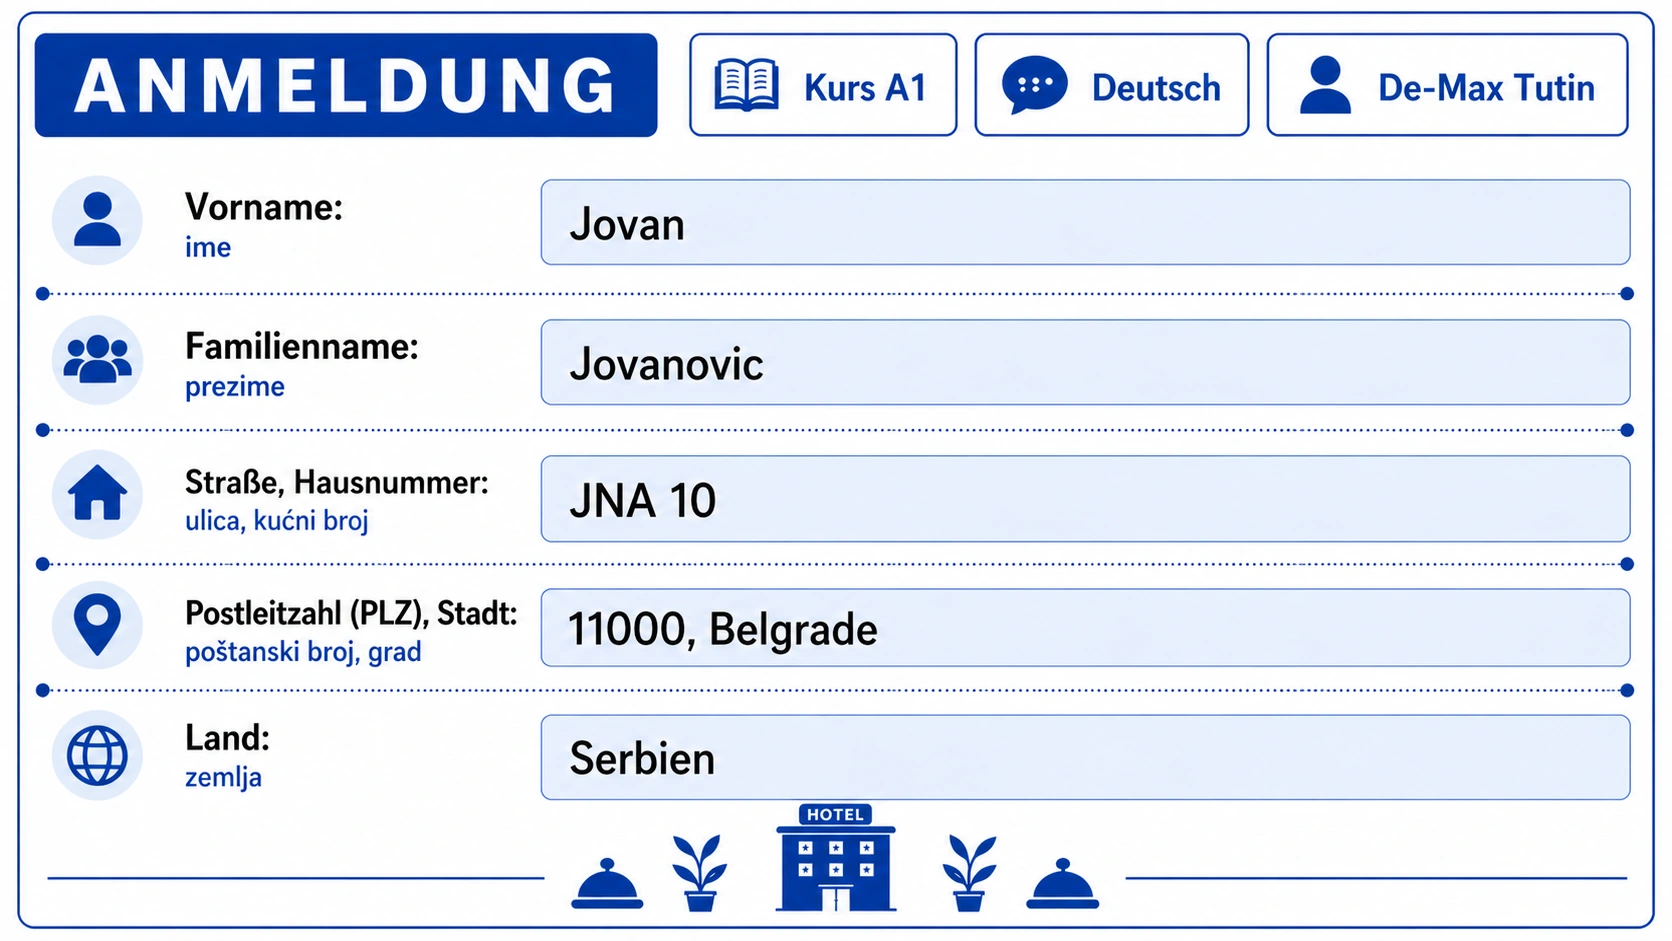 ANMELDUNG
Kurs A1
Deutsch
De-Max Tutin
Vorname:
ime
Jovan
Familienname:
prezime
Jovanovic
Straße, Hausnummer:
ulica, kućni broj
JNA 10
Postleitzahl (PLZ), Stadt:
poštanski broj, grad
11000, Belgrade
Land:
zemlja
Serbien
HOTEL